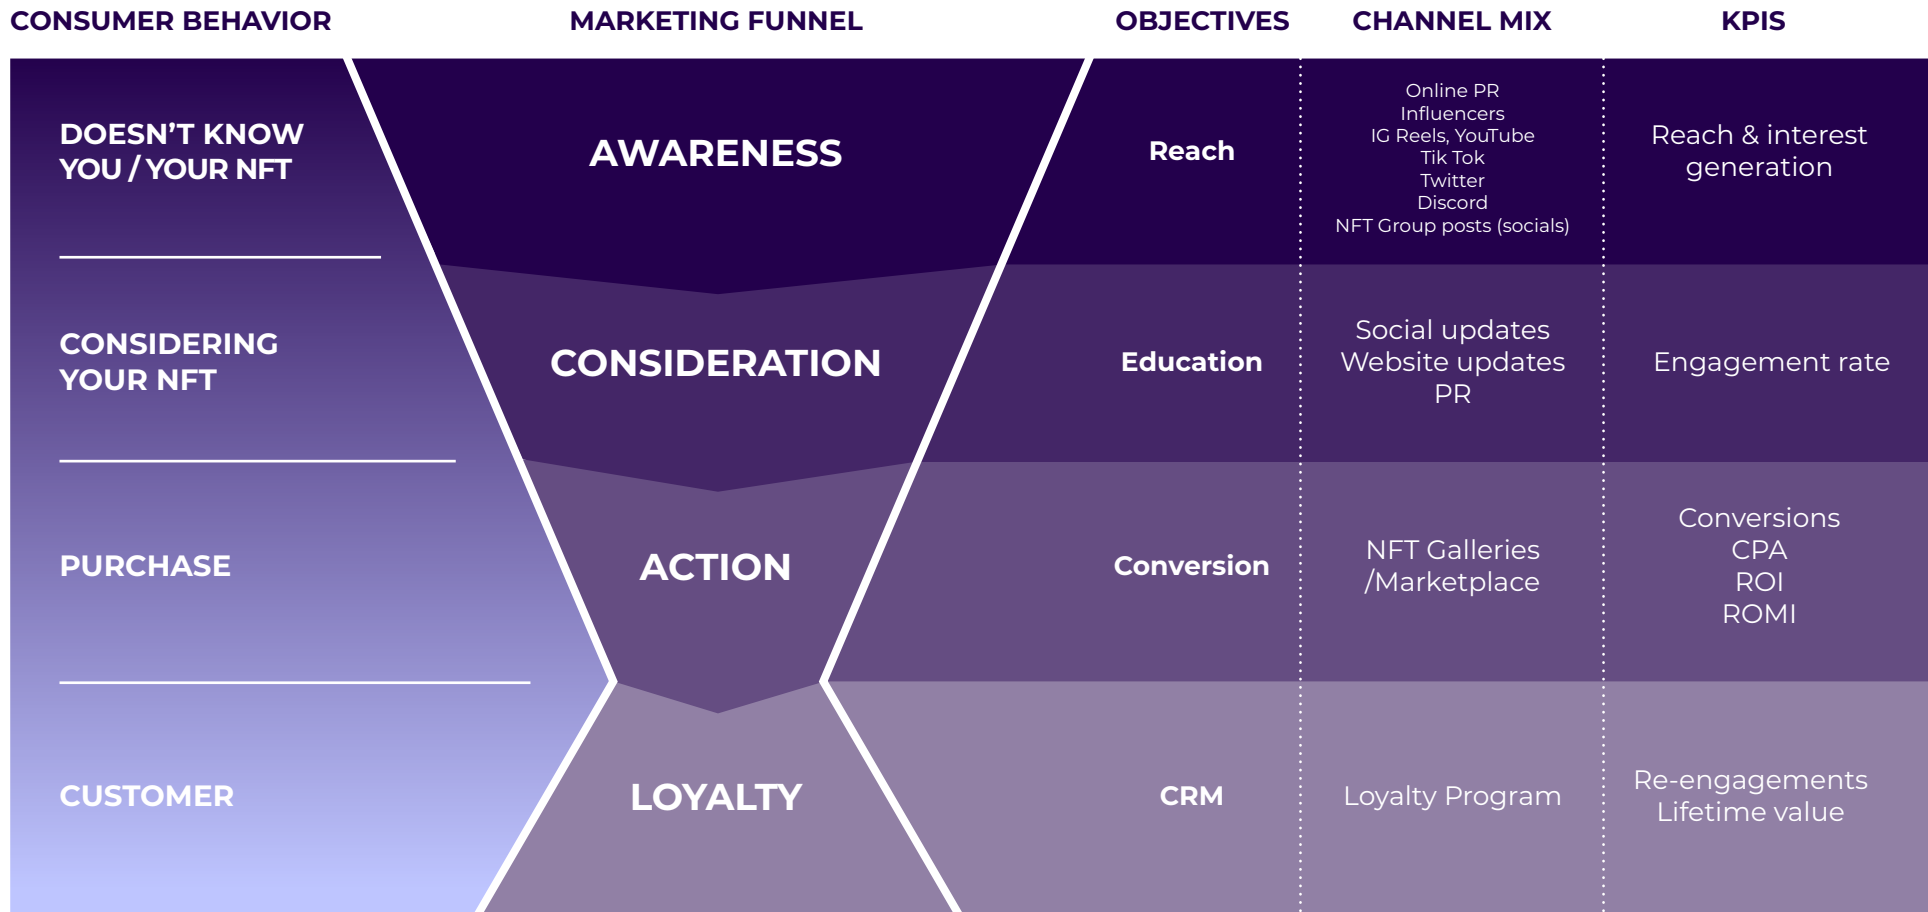 CONSUMER BEHAVIOR
MARKETING FUNNEL
OBJECTIVES
CHANNEL MIX
KPIS
DOESN’T KNOW
YOU / YOUR NFT
AWARENESS
Reach
Online PR
Influencers
IG Reels, YouTube
Tik Tok
Twitter
Discord
NFT Group posts (socials)
Reach & interest
generation
CONSIDERING
YOUR NFT
CONSIDERATION
Education
Social updates
Website updates
PR
Engagement rate
PURCHASE
ACTION
Conversion
NFT Galleries
/Marketplace
Conversions
CPA
ROI
ROMI
CUSTOMER
LOYALTY
CRM
Loyalty Program
Re-engagements
Lifetime value